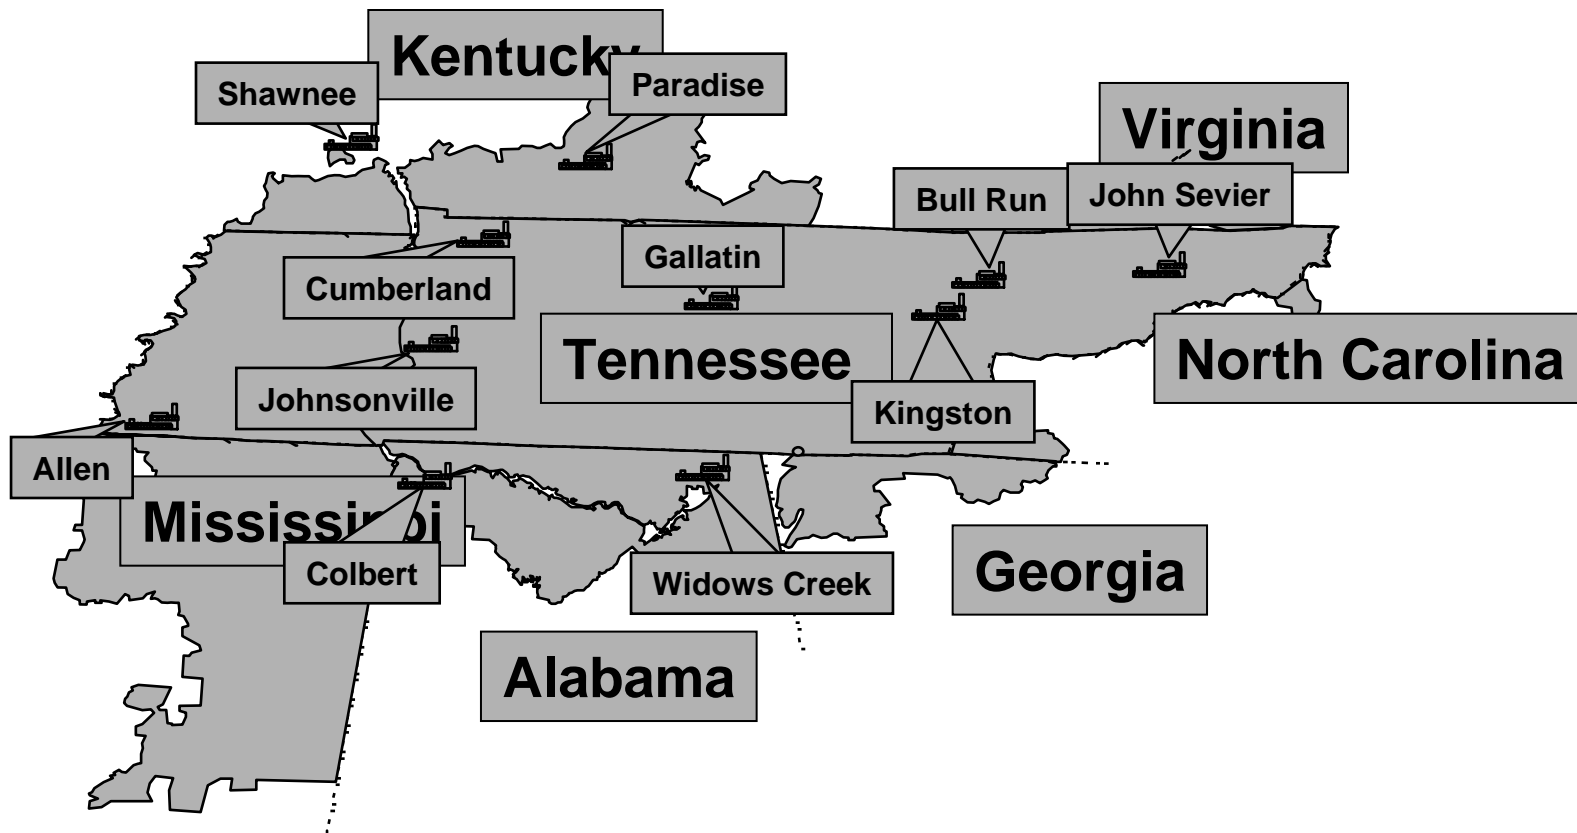 Kentucky
Shawnee
Paradise
Virginia
Bull Run
John Sevier
Gallatin
Cumberland
Tennessee
North Carolina
Johnsonville
Kingston
Allen
Mississippi
Colbert
Widows Creek
Georgia
Alabama